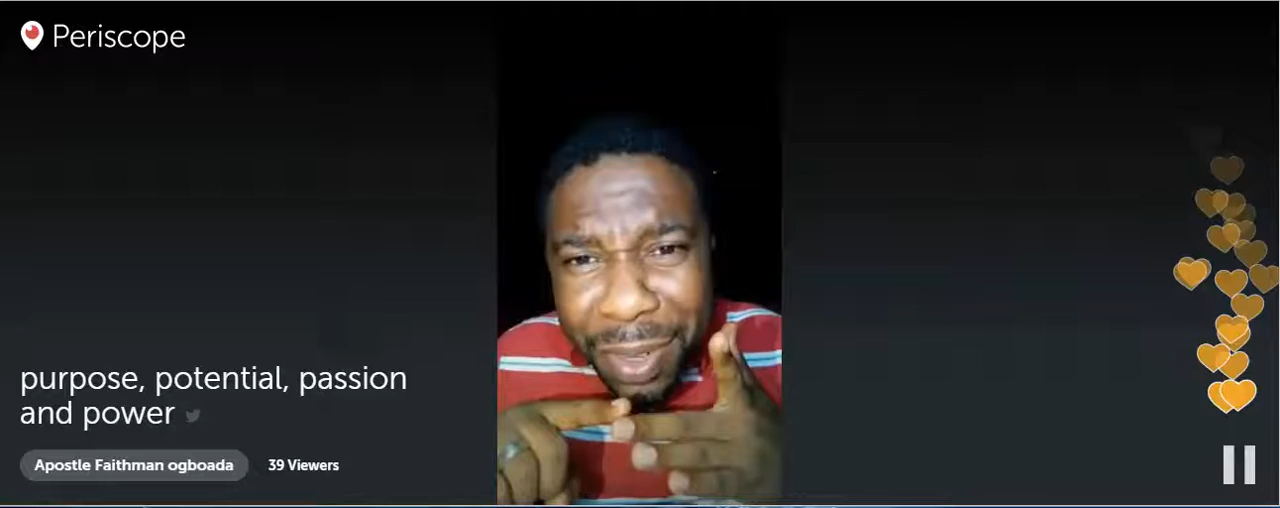 Periscope
purpose, potential, passion
and power
Apostle Faithman ogboada 39 Viewers